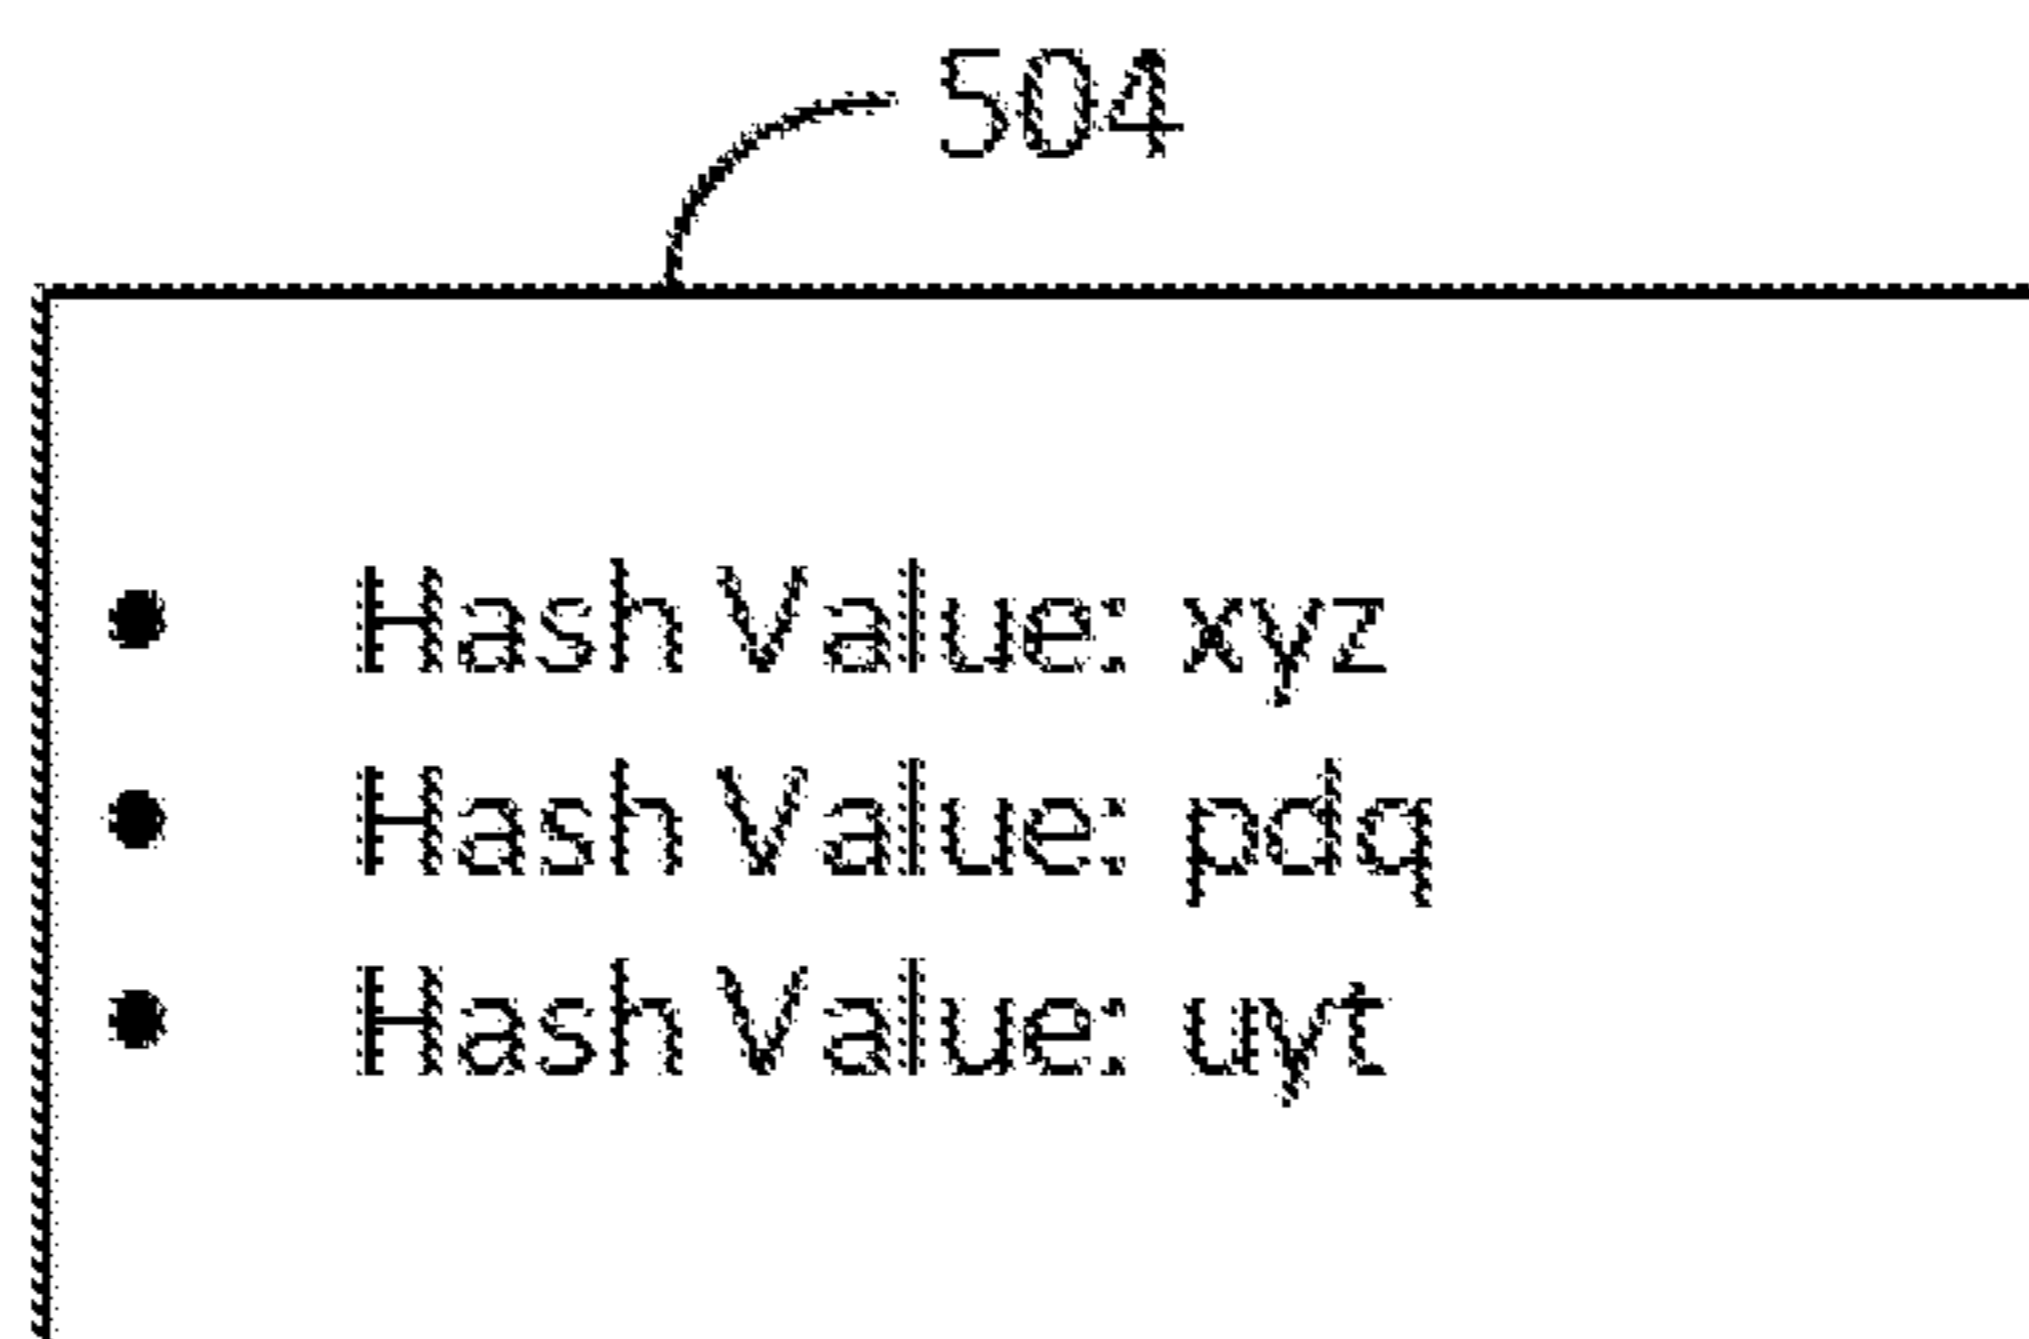 504
• Hash Value: xyz
• Hash Value: pdq
• Hash Value: uyt